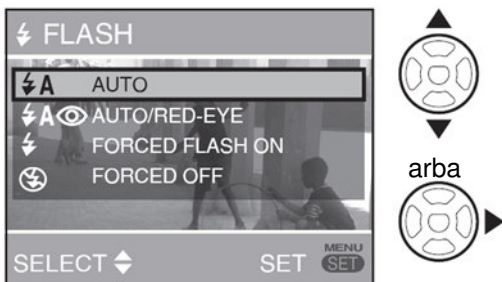 FLASH
A AUTO
A AUTO/RED-EYE
FORCED FLASH ON
FORCED OFF
arba
SELECT SET MENU SET